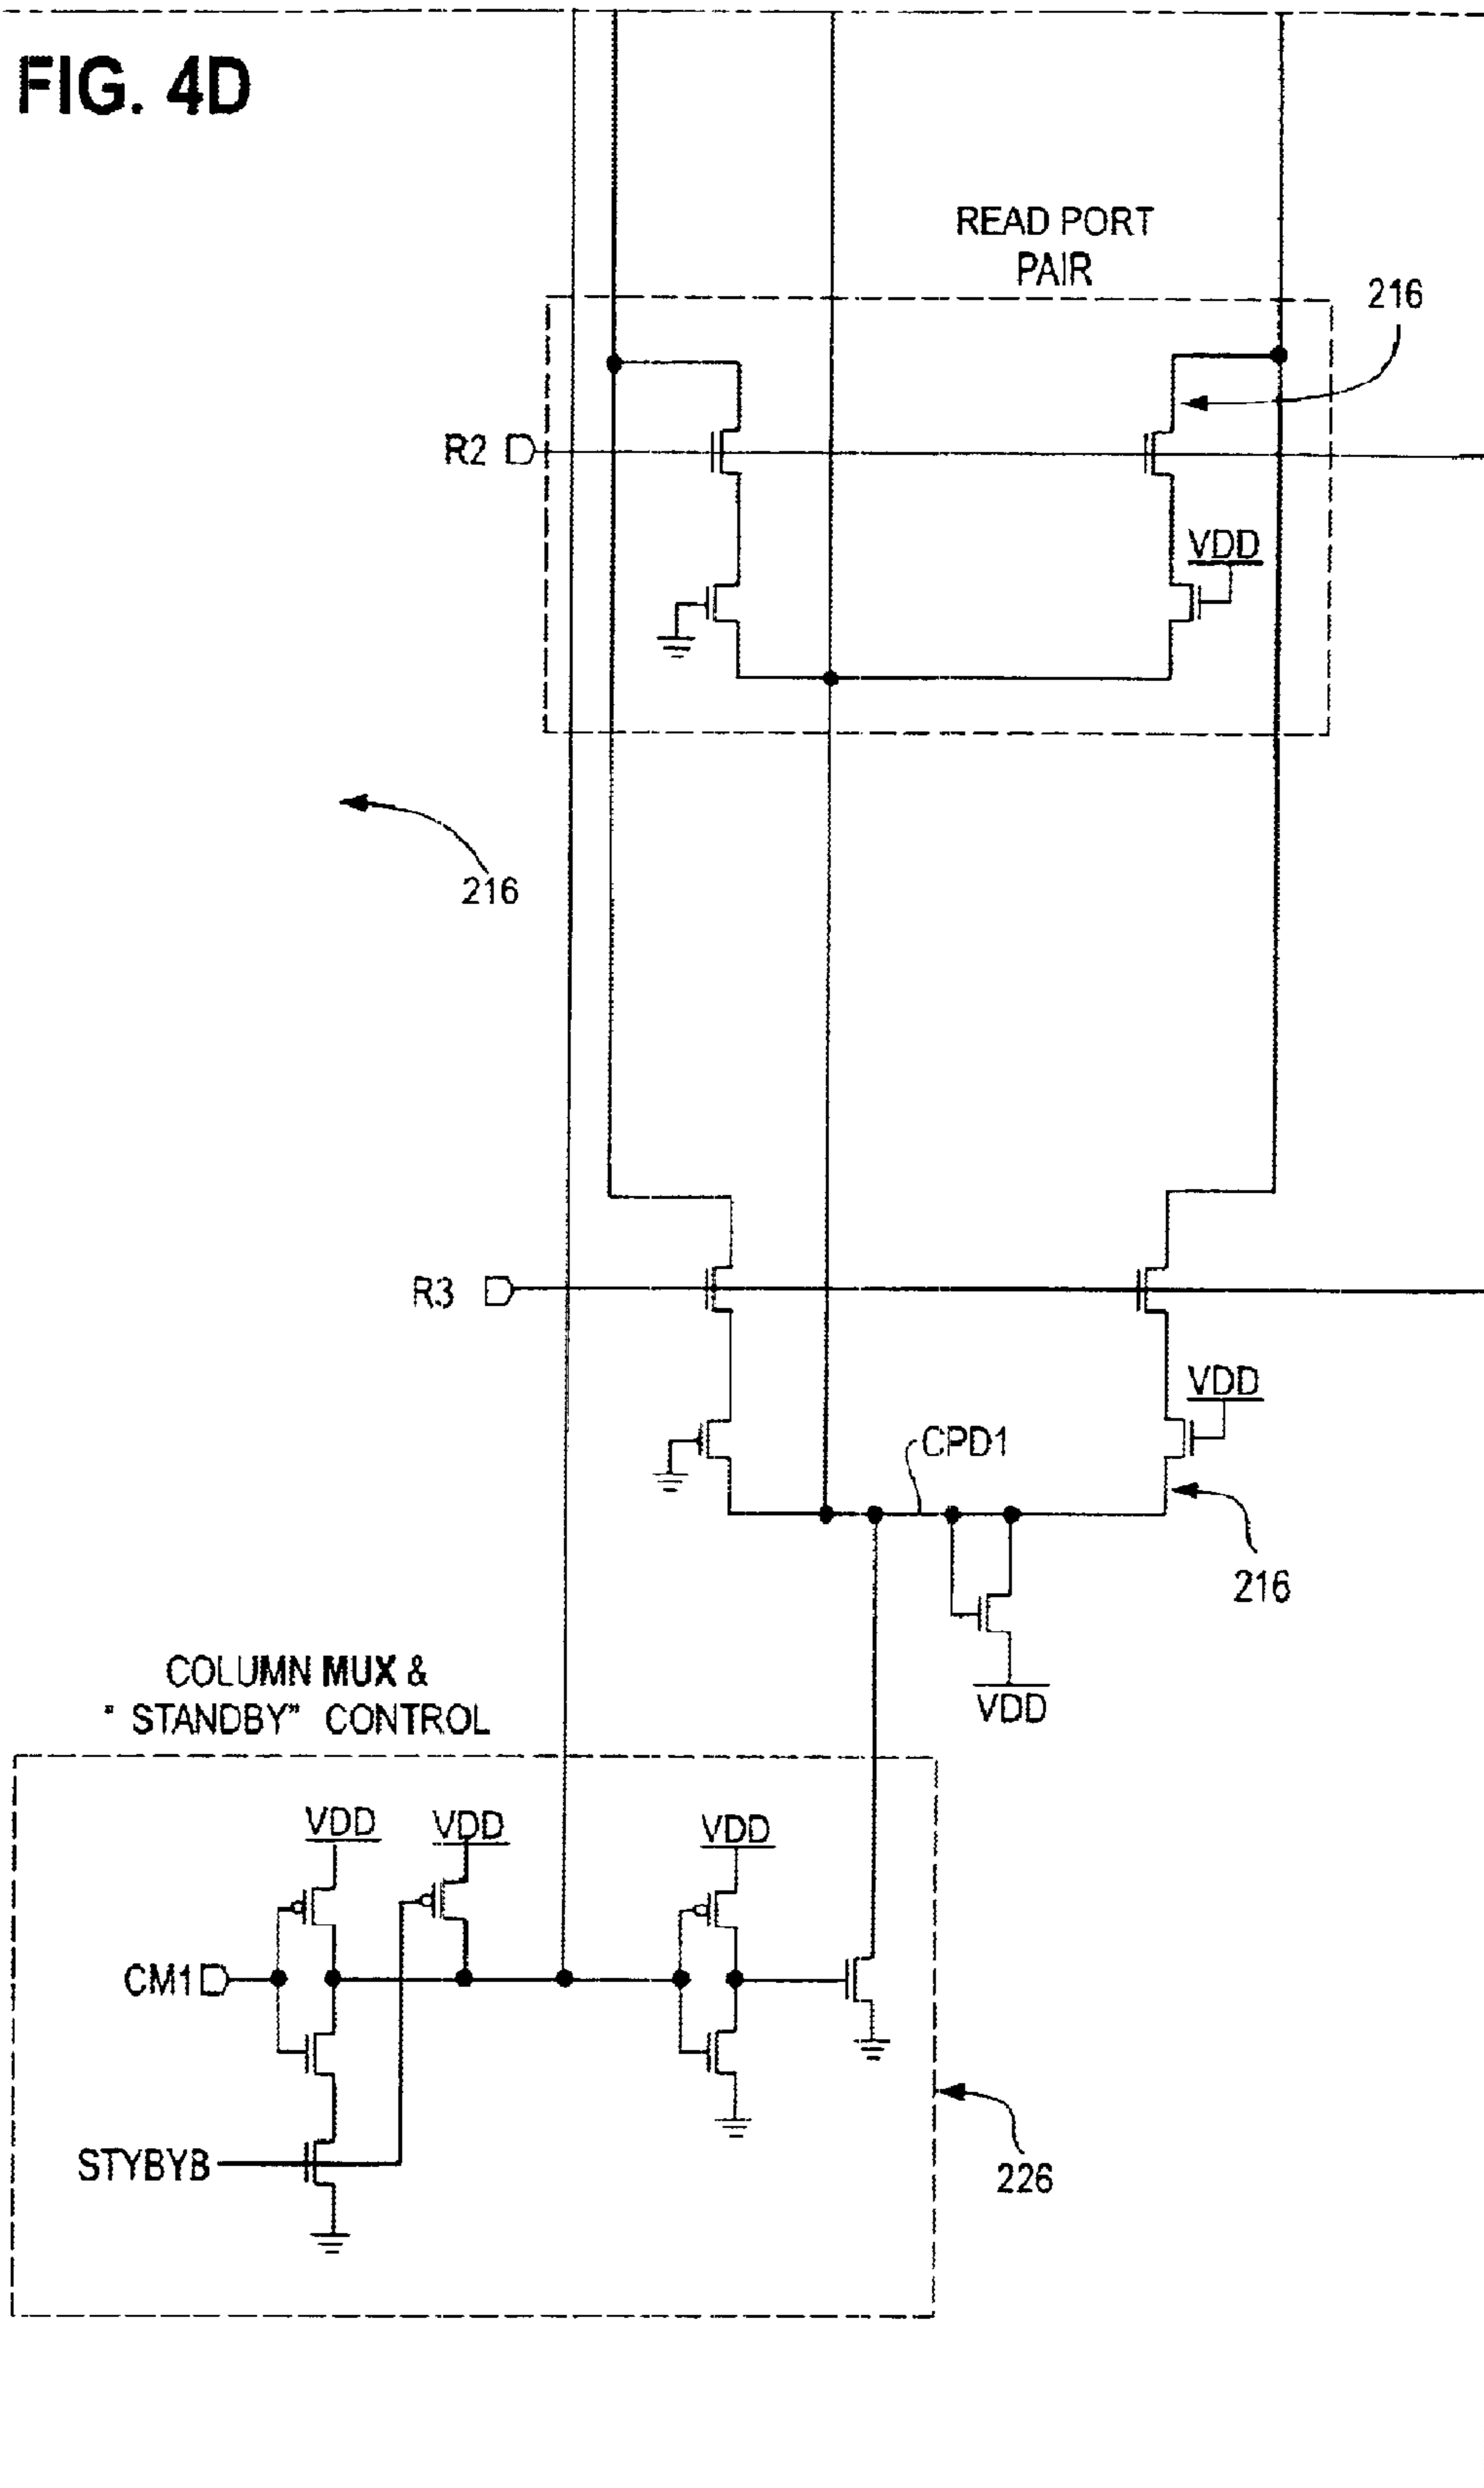 FIG. 4D
READ PORT
PAIR
216
R2
VDD
216
R3
VDD
CPD1
216
VDD
COLUMN MUX &
" STANDBY" CONTROL
VDD
VDD
VDD
CM1
STYBYB
226